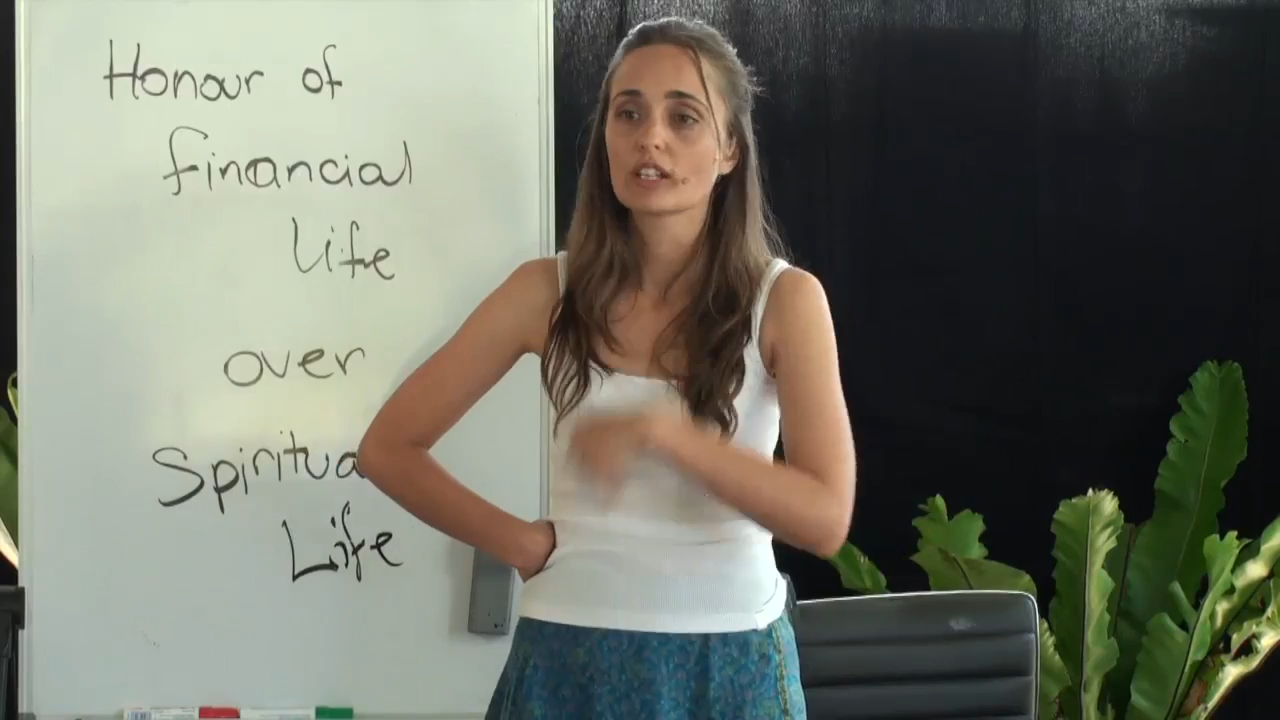 Honour of
financial
Life
over
Spiritua
Life